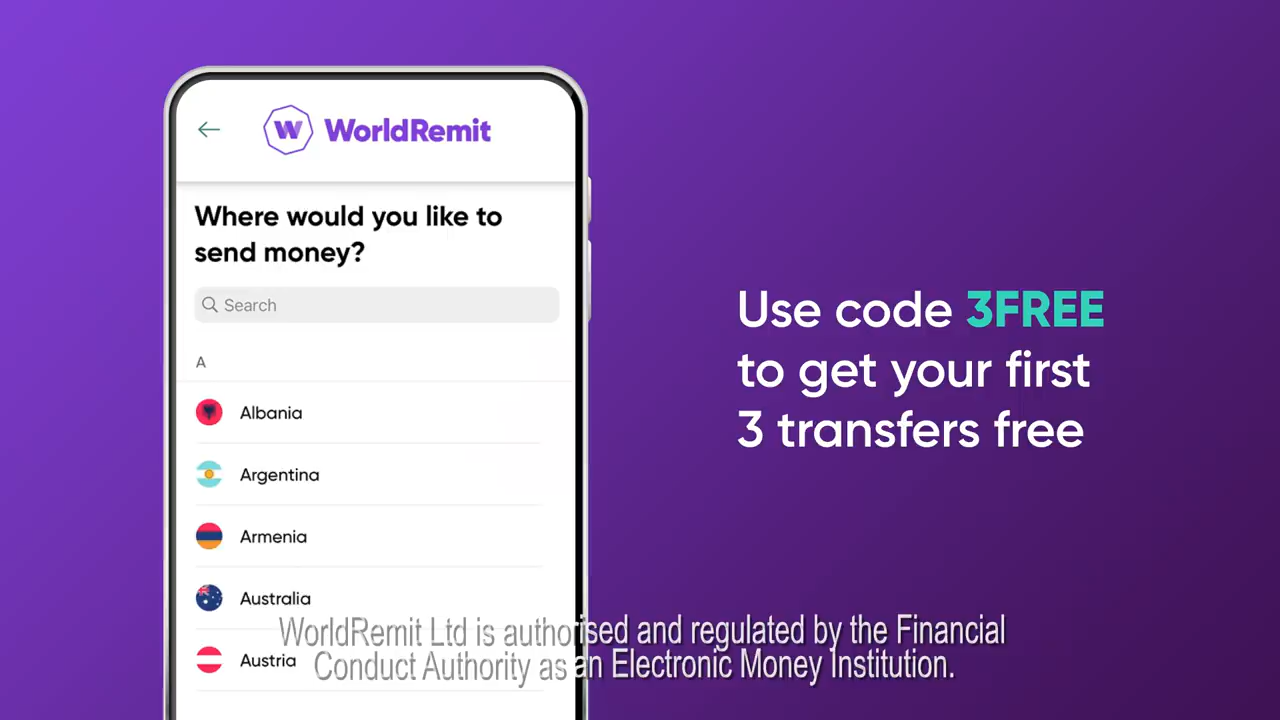 W WorldRemit
Where would you like to
send money?
Search
A
Albania
Argentina
Armenia
Australia
Austria
Use code 3FREE
to get your first
3 transfers free
WorldRemit Ltd is authorised and regulated by the Financial
Conduct Authority as an Electronic Money Institution.